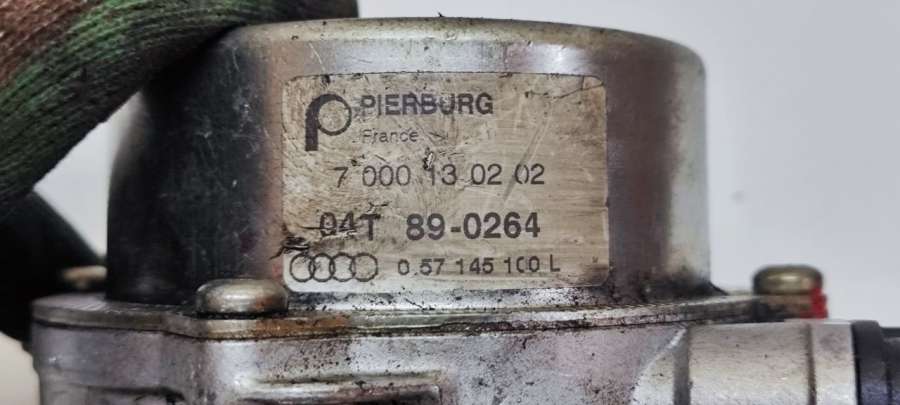 PIERBURG
France
7 000 13 02 02
04T 89-0264
0.57 145 100 L